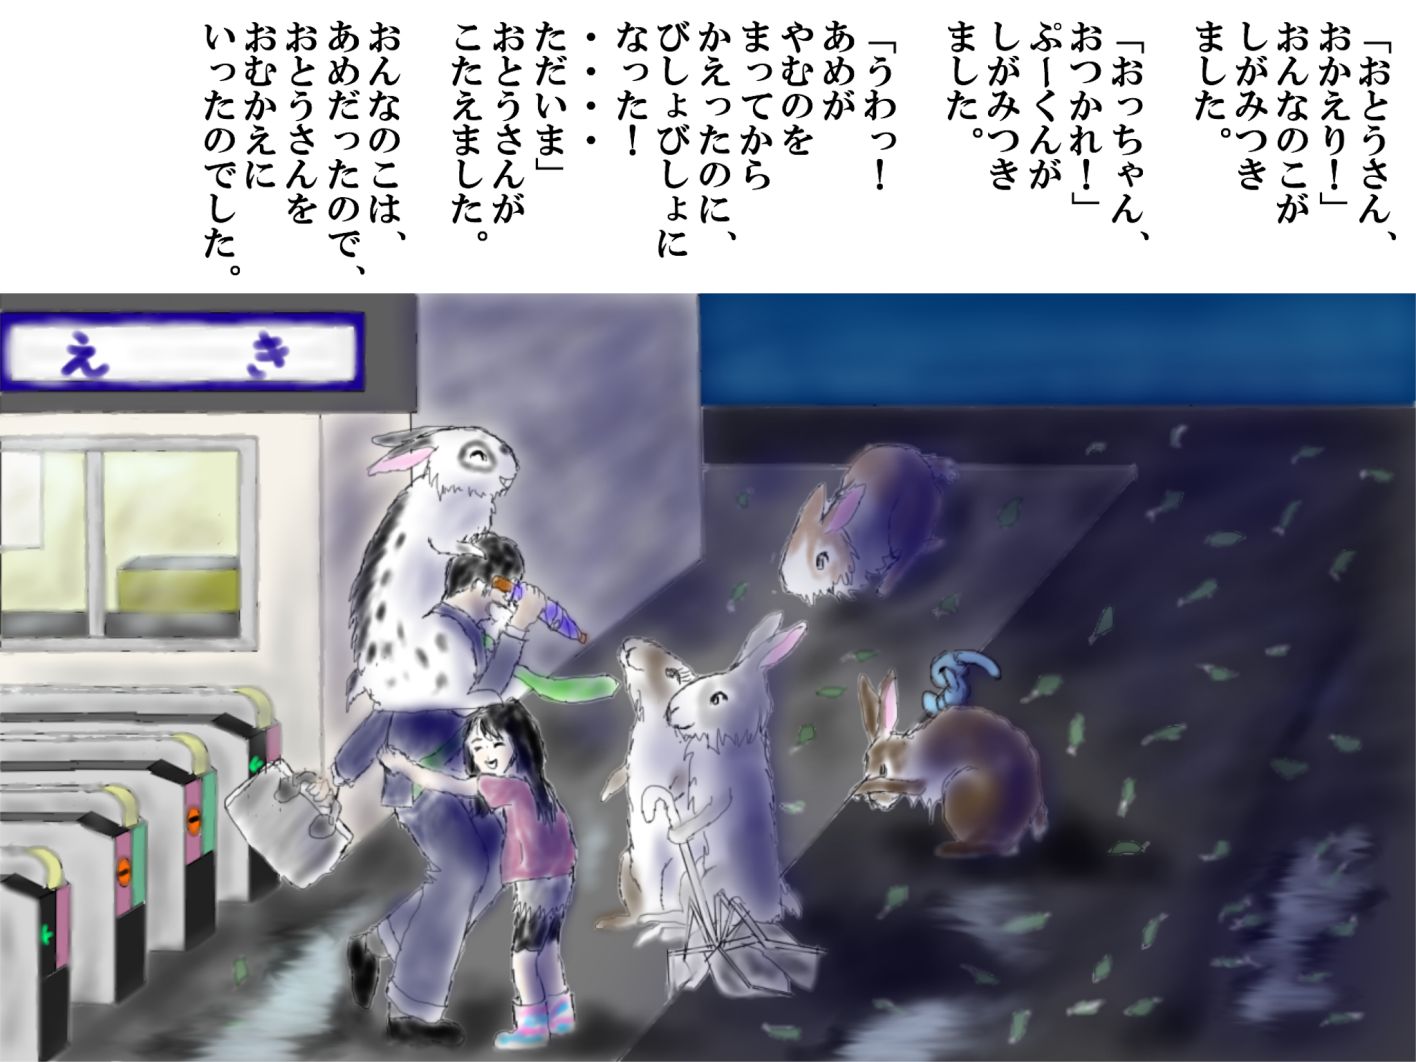 「おとうさん、
おかえり！」
おんなのこが
しがみつき
ました。
「おっちゃん、
おつかれ！」
ぷーくんが
しがみつき
ました。
「うわっ！
あめが
やむのを
まってから
かえったのに、
びしょびしょに
なった！
・・・・
ただいま」
おとうさんが
こたえました。
おんなのこは、
あめだったので、
おとうさんを
おむかえに
いったのでした。
えき